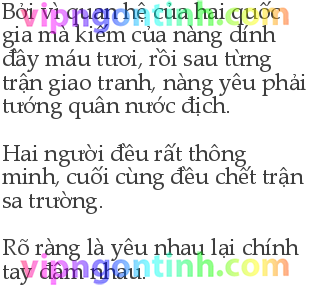 Bởi vì quan hệ của hai quốc
gia mà kiếm của nàng dính
đầy máu tươi, rồi sau từng
trận giao tranh, nàng yêu phải
tướng quân nước địch.
Hai người đều rất thông
minh, cuối cùng đều chết trận
sa trường.
Rõ ràng là yêu nhau lại chính
tay đâm nhau.
vipngontinh.com
vipngontinh.com